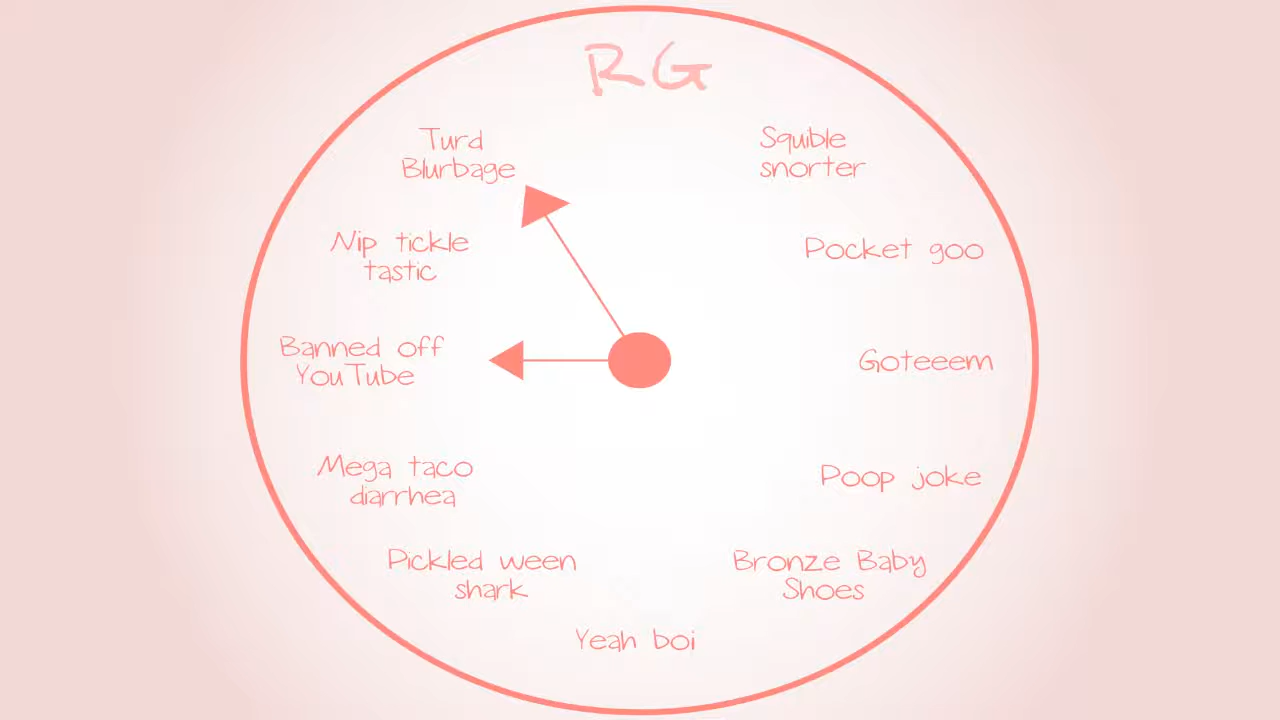 RG
Turd
Blurbage
Squible
snorter
Nip tickle
tastic
Pocket goo
Banned off
YouTube
Goteeem
Mega taco
diarrhea
Poop joke
Pickled ween
shark
Bronze Baby
Shoes
Yeah boi